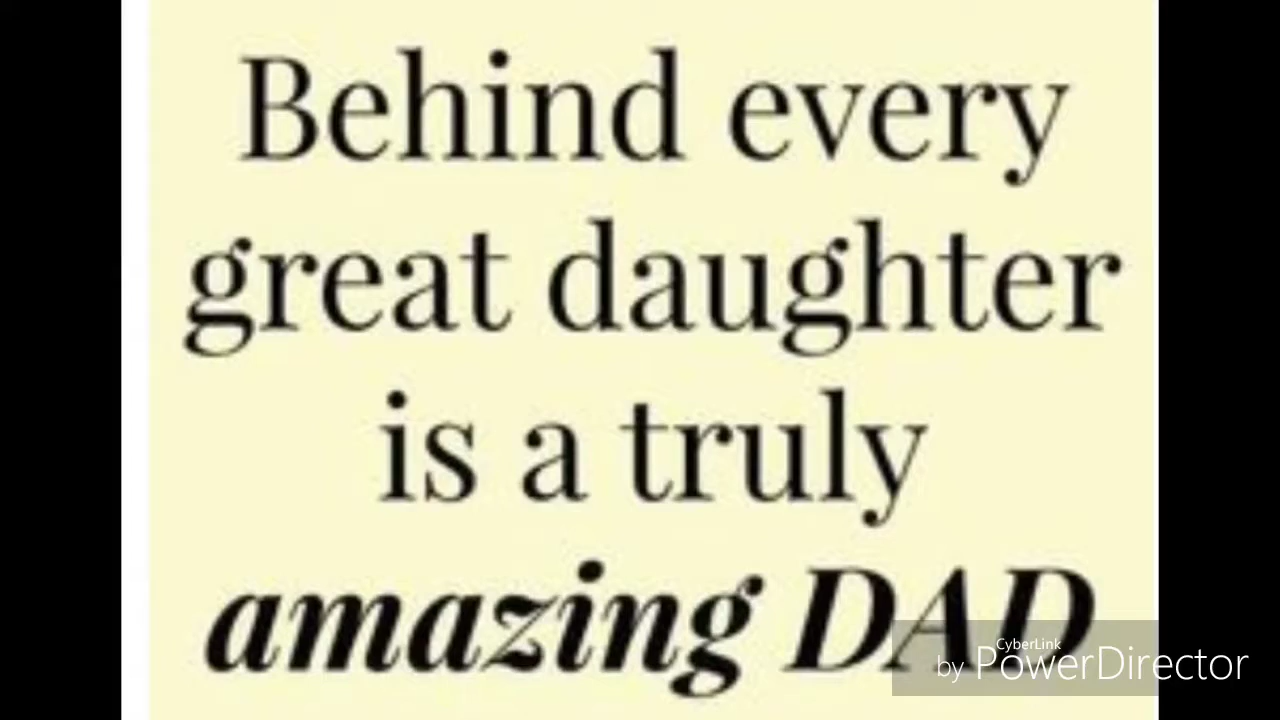 Behind every
great daughter
is a truly
amazing DAD
CyberLink
by PowerDirector